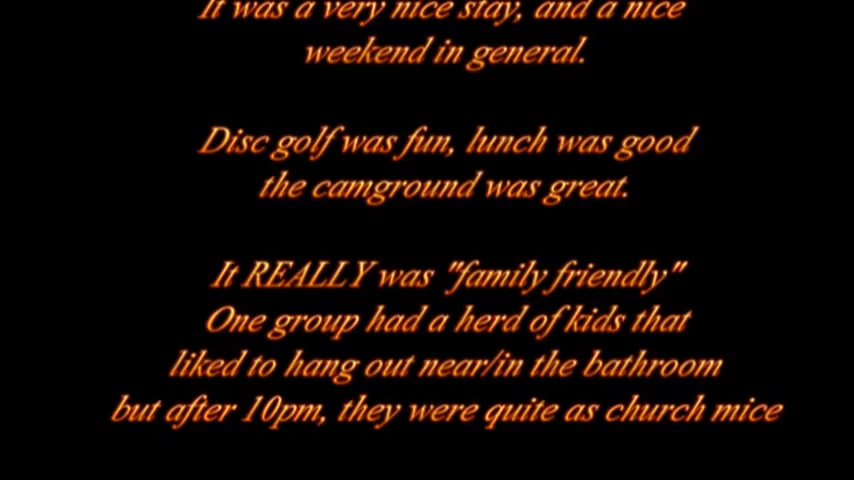 It was a very nice stay, and a nice
weekend in general.
Disc golf was fun, lunch was good
the camground was great.
It REALLY was "family friendly"
One group had a herd of kids that
liked to hang out near/in the bathroom
but after 10pm, they were quite as church mice